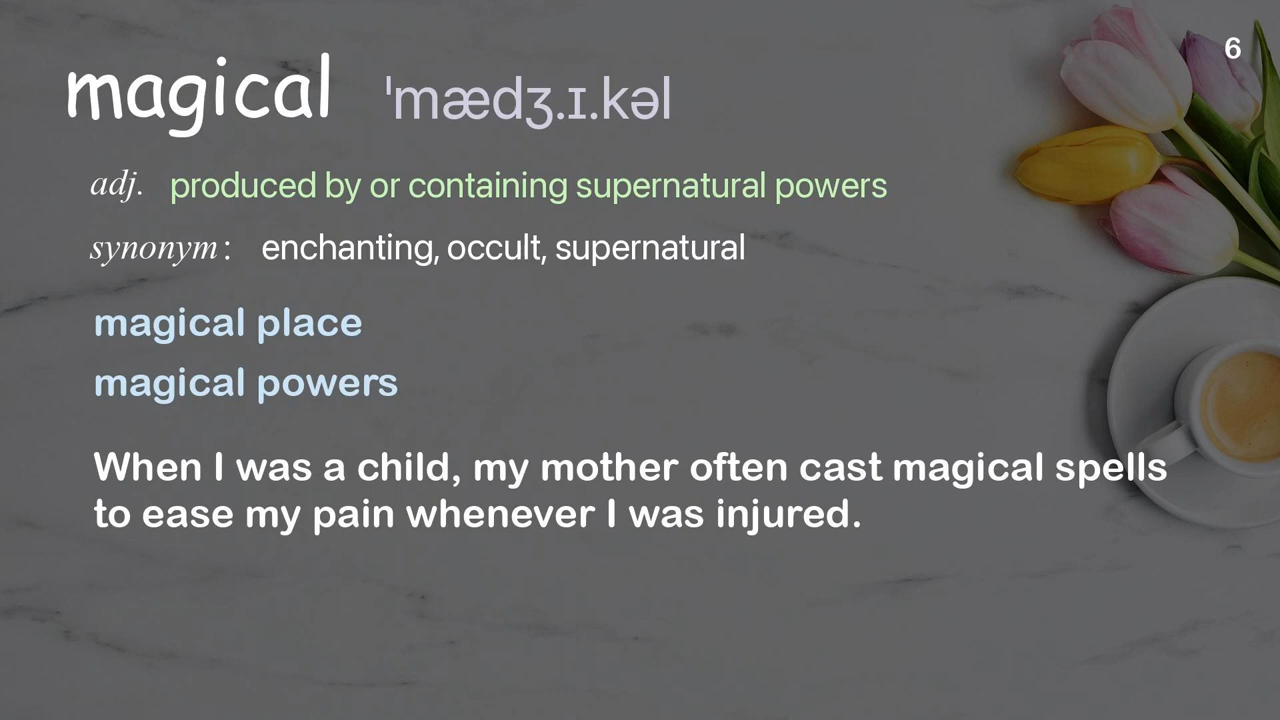 6
magical ˈmædʒ.ɪ.kəl
adj. produced by or containing supernatural powers
synonym: enchanting, occult, supernatural
magical place
magical powers
When I was a child, my mother often cast magical spells
to ease my pain whenever I was injured.